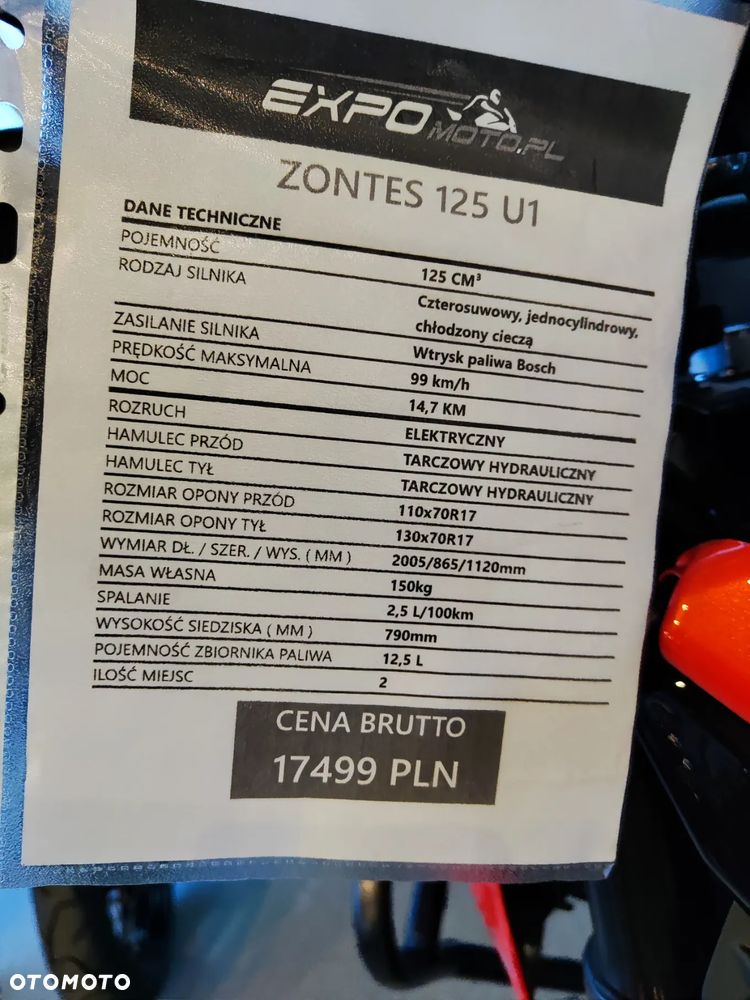 EXPO
MOTO.PL
ZONTES 125 U1
DANE TECHNICZNE
POJEMNOŚĆ 125 CM³
RODZAJ SILNIKA Czterosuwowy, jednocylindrowy,
chłodzony cieczą
ZASILANIE SILNIKA Wtrysk paliwa Bosch
PRĘDKOŚĆ MAKSYMALNA 99 km/h
MOC 14,7 KM
ROZRUCH ELEKTRYCZNY
HAMULEC PRZÓD TARCZOWY HYDRAULICZNY
HAMULEC TYŁ TARCZOWY HYDRAULICZNY
ROZMIAR OPONY PRZÓD 110x70R17
ROZMIAR OPONY TYŁ 130x70R17
WYMIAR DŁ. / SZER. / WYS. ( MM ) 2005/865/1120mm
MASA WŁASNA 150kg
SPALANIE 2,5 L/100km
WYSOKOŚĆ SIEDZISKA ( MM ) 790mm
POJEMNOŚĆ ZBIORNIKA PALIWA 12,5 L
ILOŚĆ MIEJSC 2
CENA BRUTTO
17499 PLN
OTOMOTO